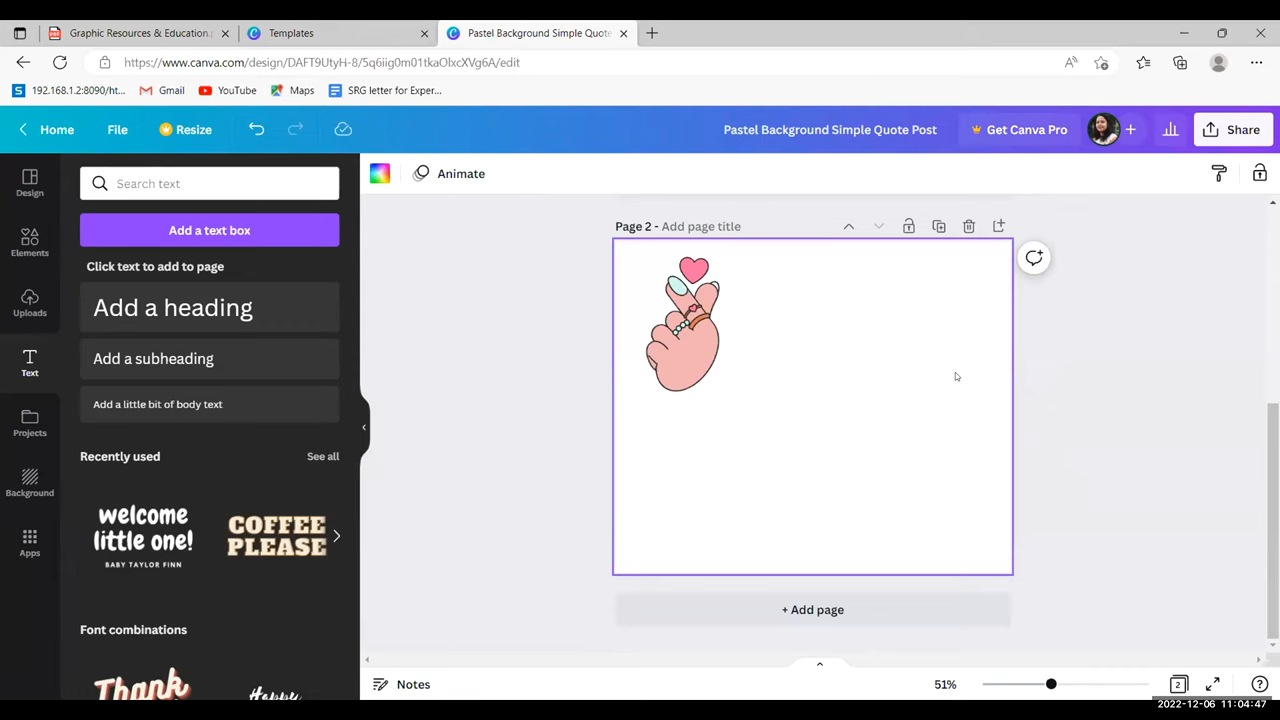 Graphic Resources & Education.p
Templates
Pastel Background Simple Quote
https://www.canva.com/design/DAFT9UtyH-8/5q6iig0m01tkaOlxcXVg6A/edit
192.168.1.2:8090/ht...
Gmail
YouTube
Maps
SRG letter for Exper...
Home
File
Resize
Pastel Background Simple Quote Post
Get Canva Pro
Share
Design
Elements
Uploads
Text
Projects
Background
Apps
Search text
Add a text box
Click text to add to page
Add a heading
Add a subheading
Add a little bit of body text
Recently used
See all
welcome
little one!
BABY TAYLOR FINN
COFFEE
PLEASE
Font combinations
Thank
Happy
Animate
Page 2 - Add page title
+ Add page
Notes
51%
2
2022-12-06 11:04:47